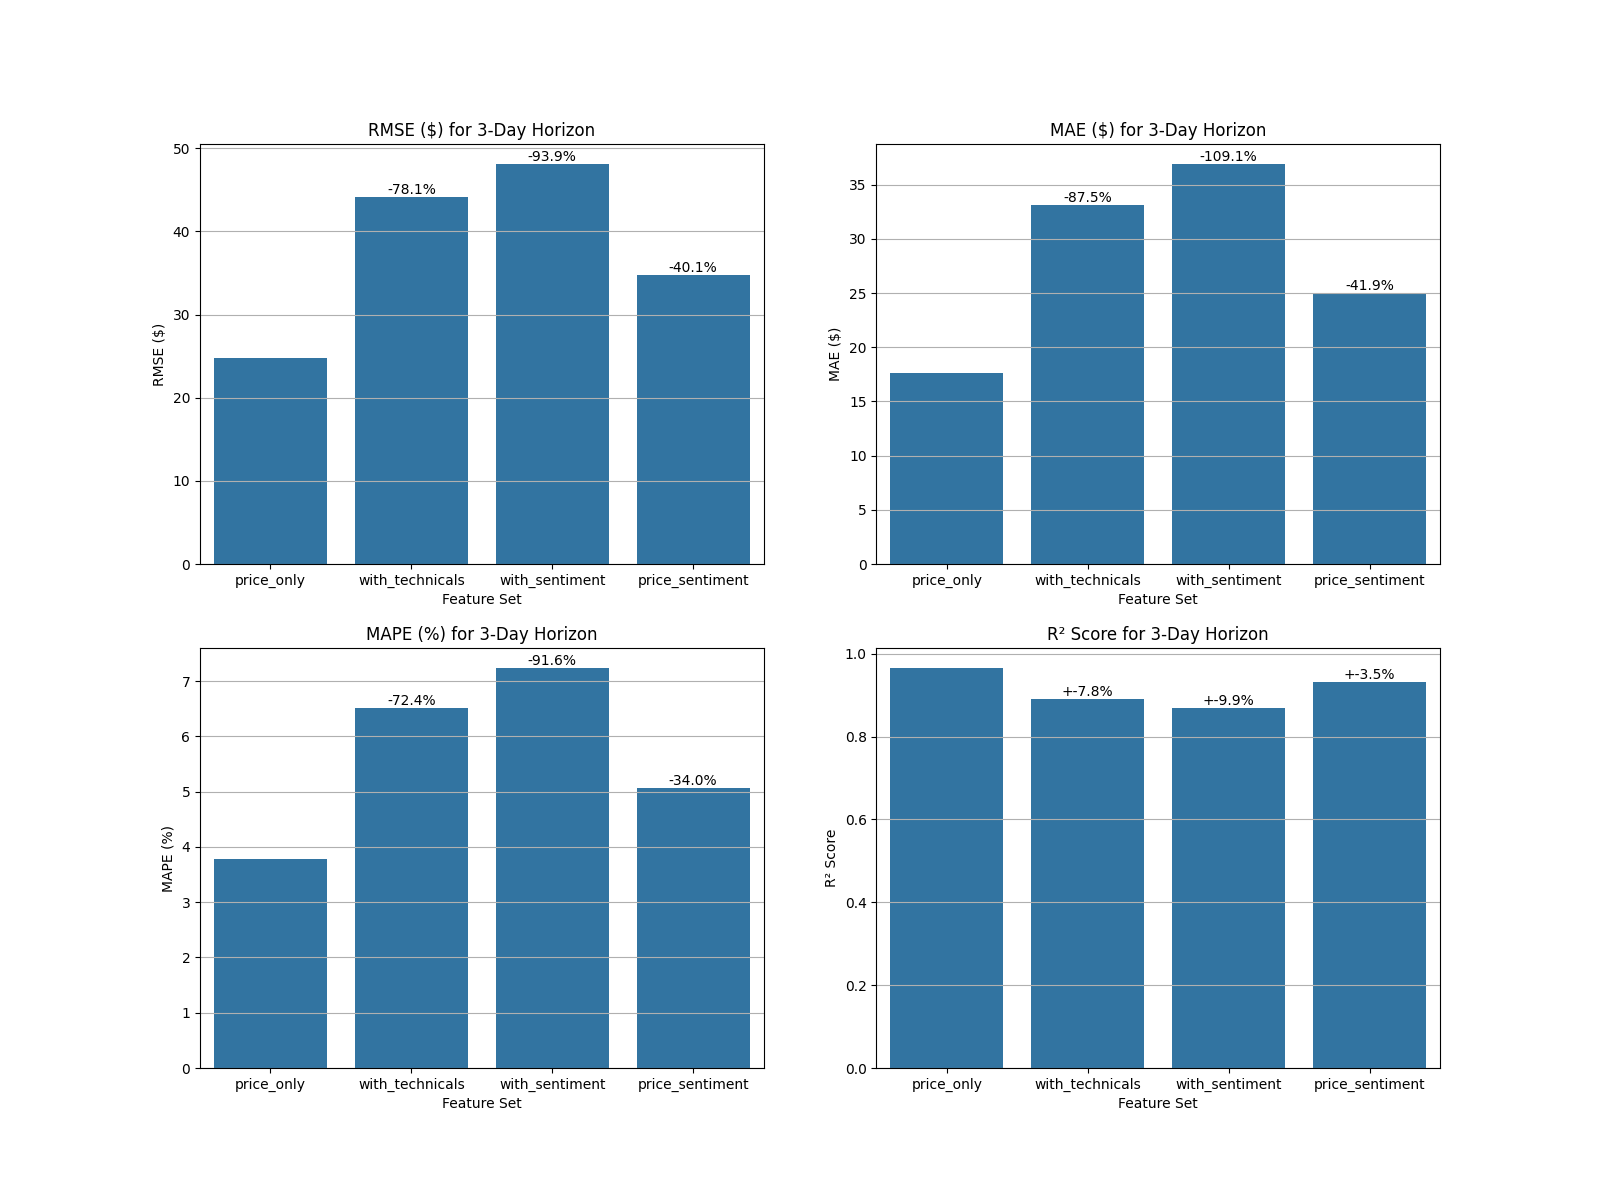 RMSE ($) for 3-Day Horizon
50
40
30
20
10
0
RMSE ($)
-78.1%
-93.9%
-40.1%
price_only
with_technicals
with_sentiment
price_sentiment
Feature Set
MAE ($) for 3-Day Horizon
35
30
25
20
15
10
5
0
MAE ($)
-87.5%
-109.1%
-41.9%
price_only
with_technicals
with_sentiment
price_sentiment
Feature Set
MAPE (%) for 3-Day Horizon
7
6
5
4
3
2
1
0
MAPE (%)
-72.4%
-91.6%
-34.0%
price_only
with_technicals
with_sentiment
price_sentiment
Feature Set
R² Score for 3-Day Horizon
1.0
0.8
0.6
0.4
0.2
0.0
R² Score
+-7.8%
+-9.9%
+-3.5%
price_only
with_technicals
with_sentiment
price_sentiment
Feature Set